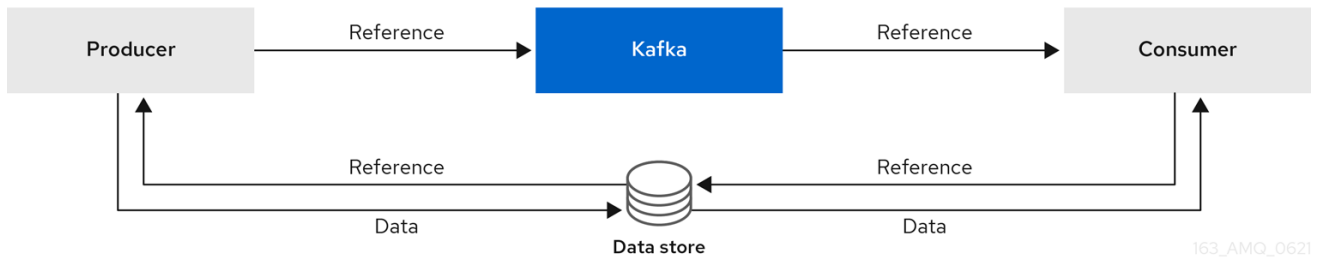 Reference
Reference
Producer
Kafka
Consumer
Reference
Reference
Data
Data
Data store
163_AMQ_0621